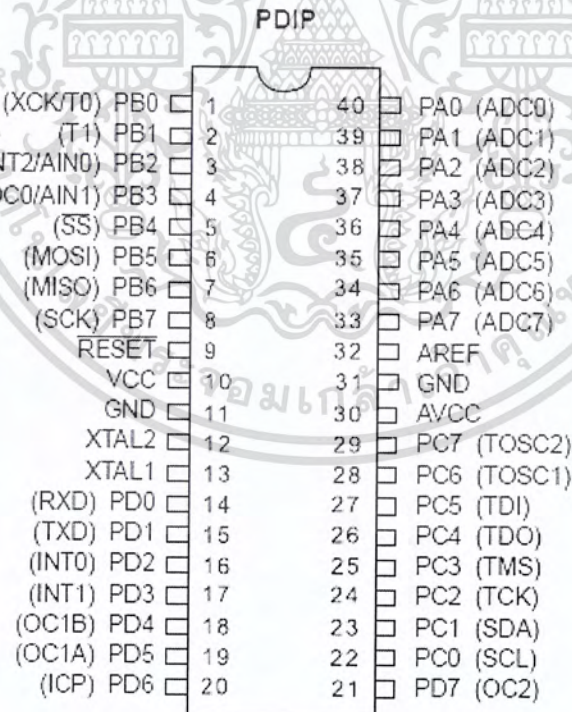 PDIP
(XCK/T0) PB0 1 40 PA0 (ADC0)
(T1) PB1 2 39 PA1 (ADC1)
NT2/AIN0) PB2 3 38 PA2 (ADC2)
OC0/AIN1) PB3 4 37 PA3 (ADC3)
(SS) PB4 5 36 PA4 (ADC4)
(MOSI) PB5 6 35 PA5 (ADC5)
(MISO) PB6 7 34 PA6 (ADC6)
(SCK) PB7 8 33 PA7 (ADC7)
RESET 9 32 AREF
VCC 10 31 GND
GND 11 30 AVCC
XTAL2 12 29 PC7 (TOSC2)
XTAL1 13 28 PC6 (TOSC1)
(RXD) PD0 14 27 PC5 (TDI)
(TXD) PD1 15 26 PC4 (TDO)
(INT0) PD2 16 25 PC3 (TMS)
(INT1) PD3 17 24 PC2 (TCK)
(OC1B) PD4 18 23 PC1 (SDA)
(OC1A) PD5 19 22 PC0 (SCL)
(ICP) PD6 20 21 PD7 (OC2)